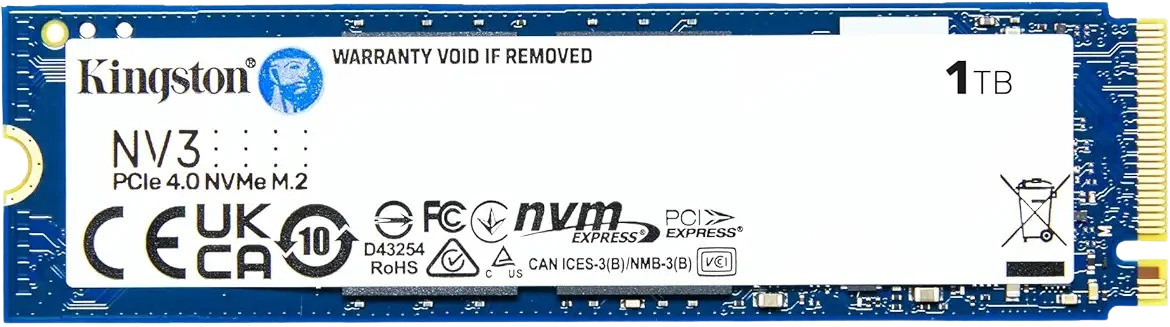 WARRANTY VOID IF REMOVED
Kingston®
1TB
NV3
PCIe 4.0 NVMe M.2
CE UK CA 10 FC nvm EXPRESS® PCI EXPRESS®
D43254
RoHS
C US CAN ICES-3(B)/NMB-3(B) VCI
M